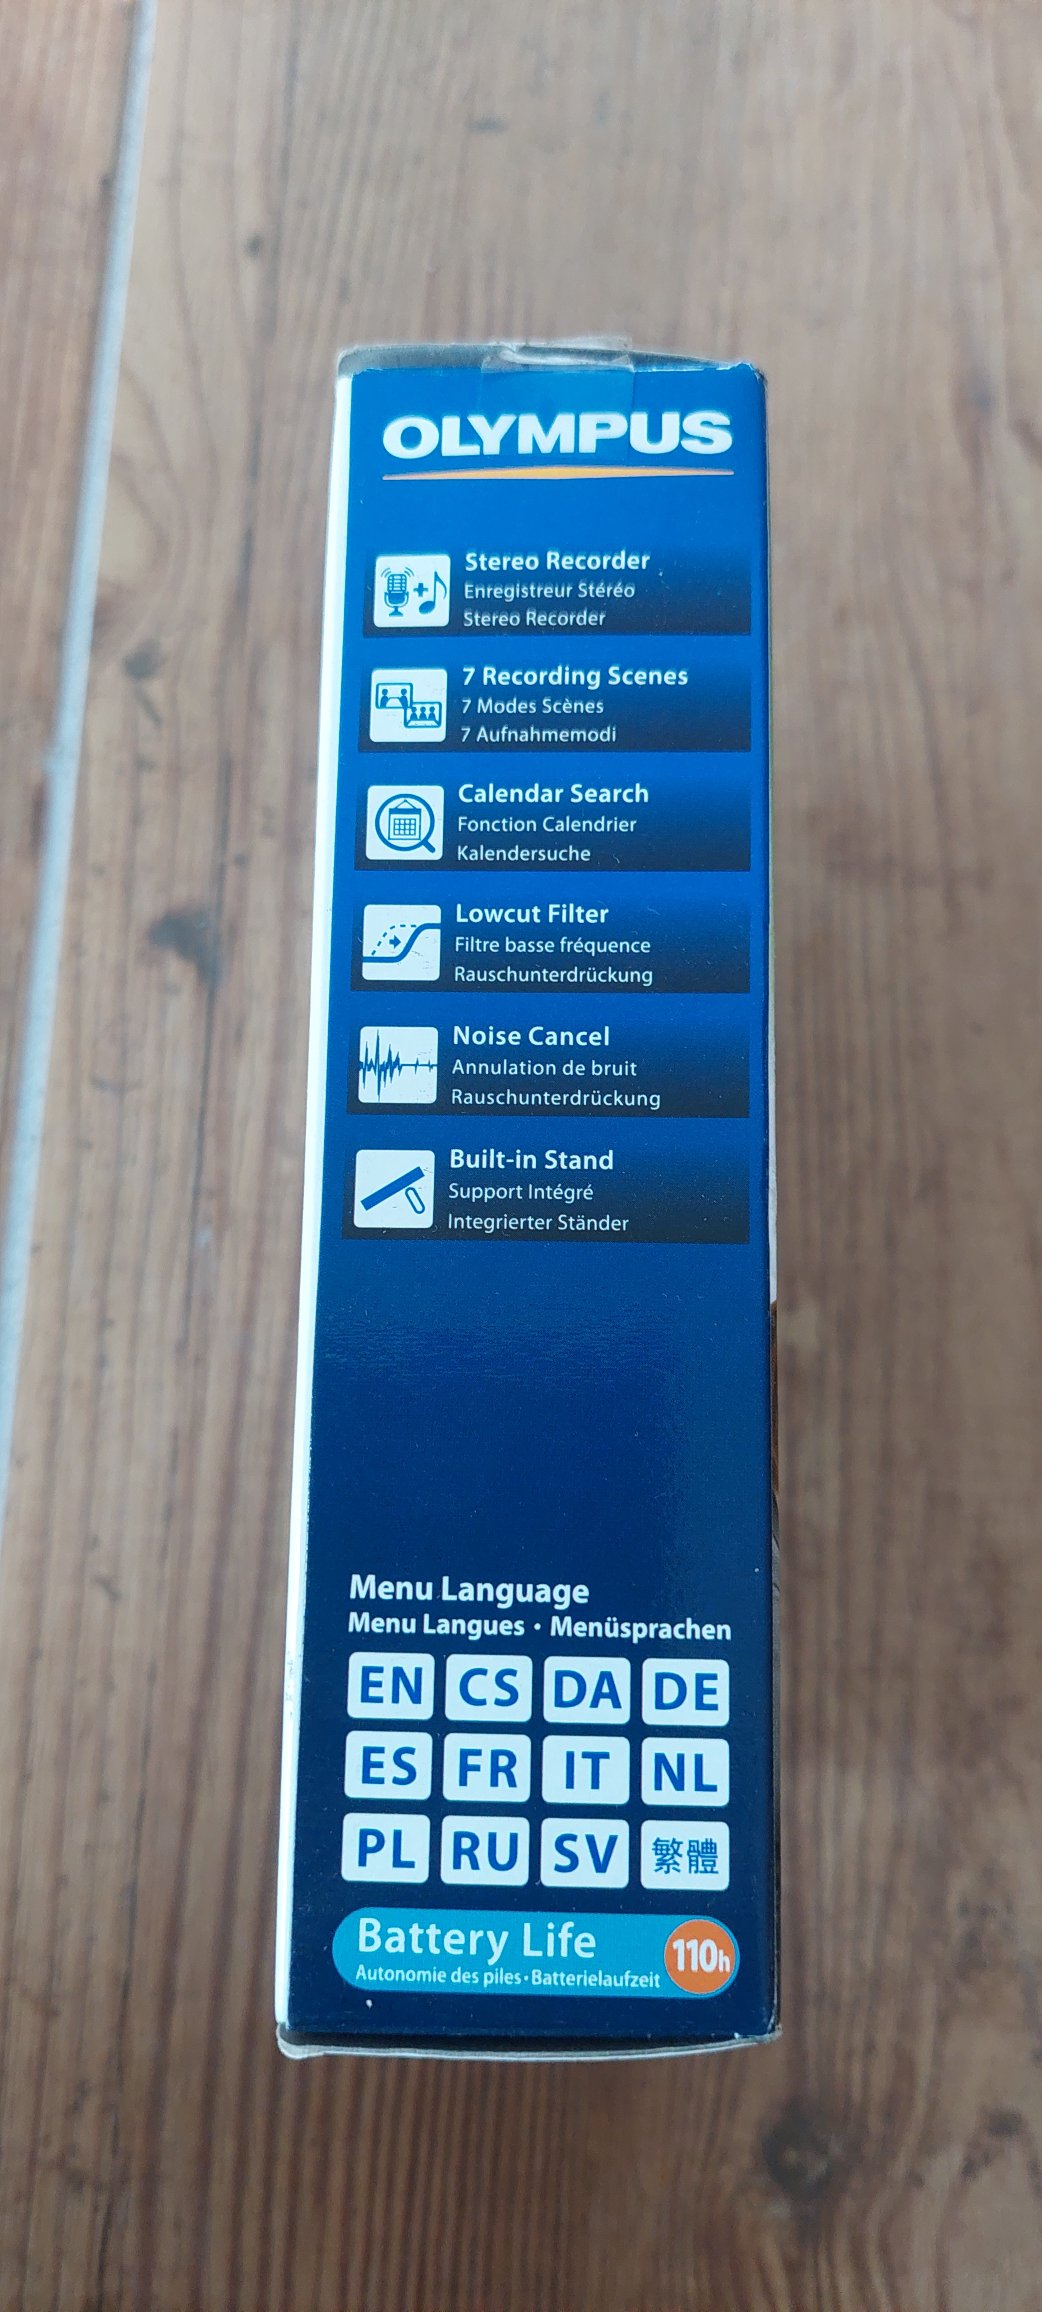 OLYMPUS
Stereo Recorder
Enregistreur Stéréo
Stereo Recorder
7 Recording Scenes
7 Modes Scènes
7 Aufnahmemodi
Calendar Search
Fonction Calendrier
Kalendersuche
Lowcut Filter
Filtre basse fréquence
Rauschunterdrückung
Noise Cancel
Annulation de bruit
Rauschunterdrückung
Built-in Stand
Support Intégré
Integrierter Ständer
Menu Language
Menu Langues • Menüsprachen
EN CS DA DE
ES FR IT NL
PL RU SV 繁體
Battery Life 110h
Autonomie des piles • Batterielaufzeit